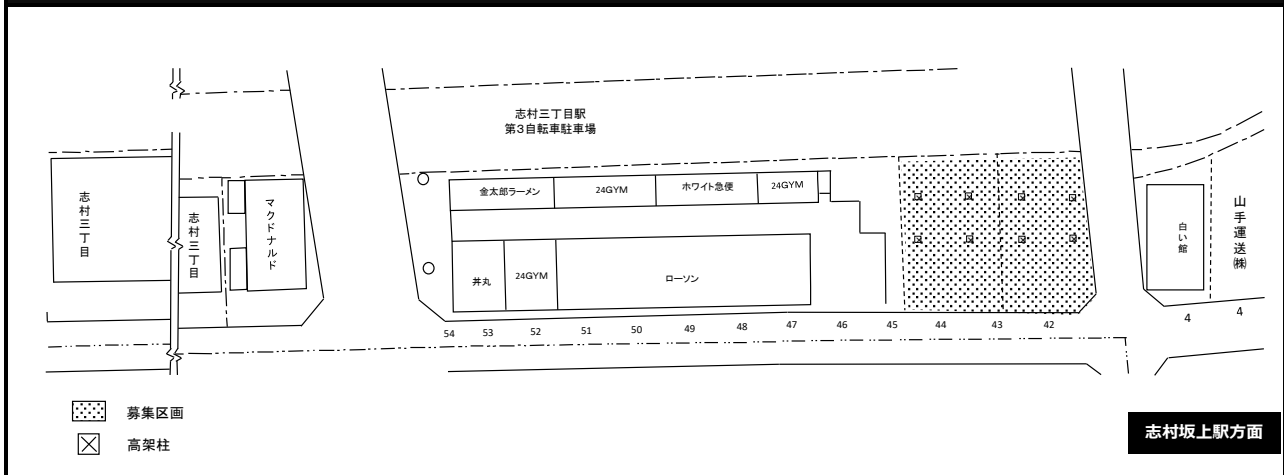 志村三丁目駅
第3自転車駐車場
志村三丁目
志村三丁目
マクドナルド
金太郎ラーメン
24GYM
ホワイト急便
24GYM
丼丸
24GYM
ローソン
白い館
山手運送㈱
54 53 52 51 50 49 48 47 46 45 44 43 42 4 4
募集区画
高架柱
志村坂上駅方面